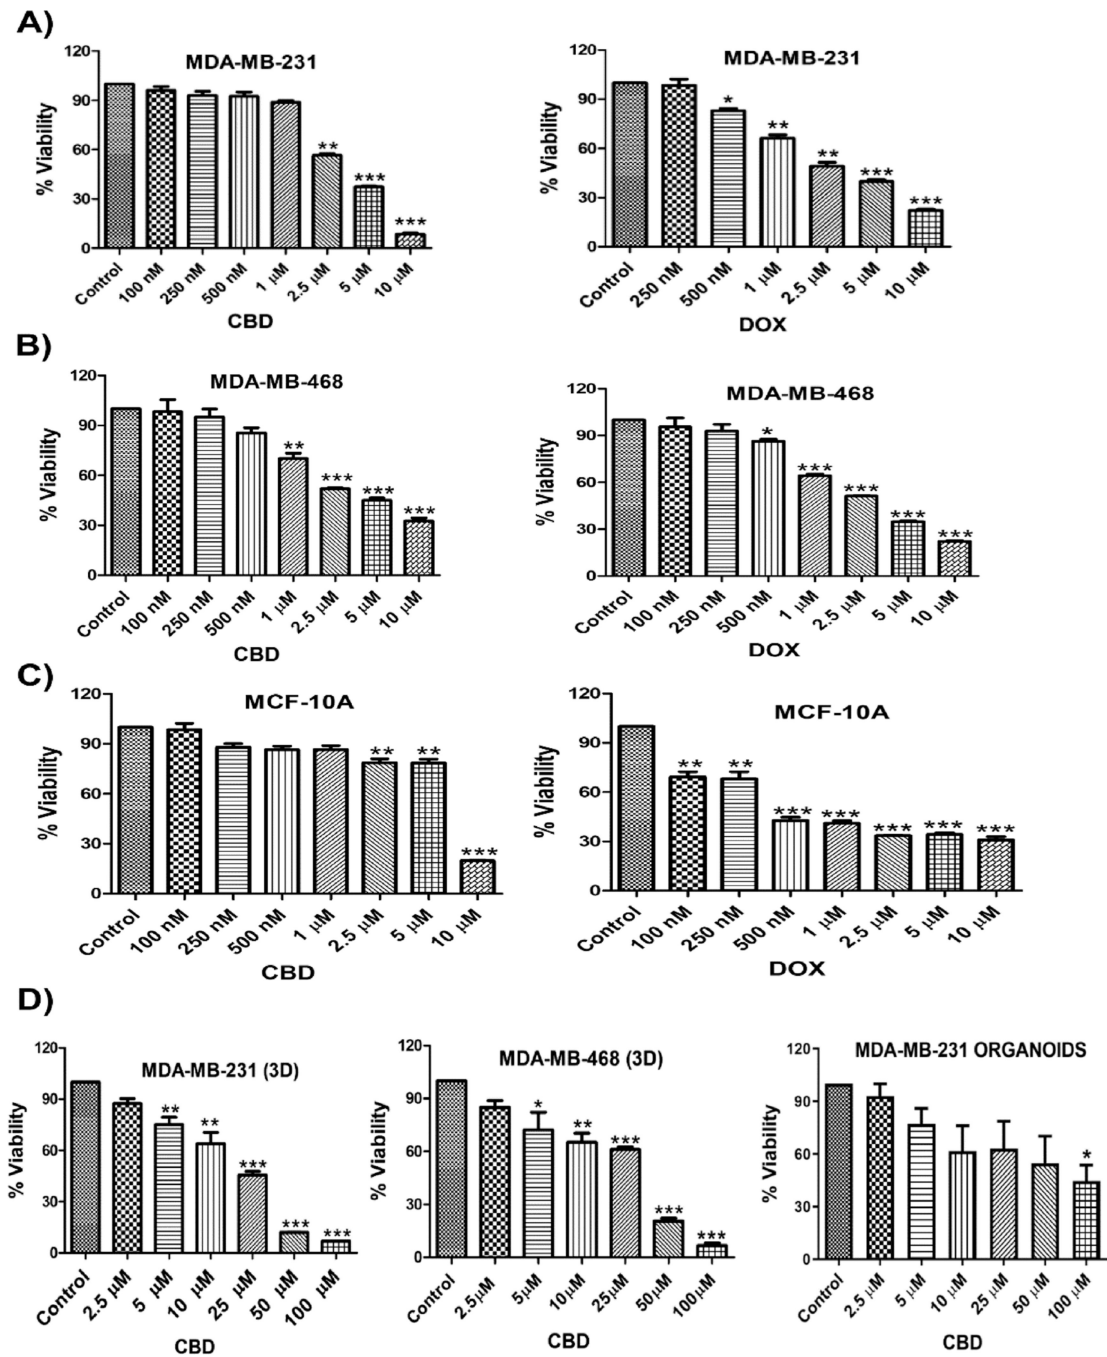 A)
MDA-MB-231
120
90
60
30
0
% Viability
** *** ***
Control 100 nM 250 nM 500 nM 1 µM 2.5 µM 5 µM 10 µM
CBD
MDA-MB-231
120
90
60
30
0
% Viability
* ** ** *** ***
Control 250 nM 500 nM 1 µM 2.5 µM 5 µM 10 µM
DOX
B)
MDA-MB-468
120
90
60
30
0
% Viability
** *** *** ***
Control 100 nM 250 nM 500 nM 1 µM 2.5 µM 5 µM 10 µM
CBD
MDA-MB-468
120
90
60
30
0
% Viability
* *** *** *** ***
Control 100 nM 250 nM 500 nM 1 µM 2.5 µM 5 µM 10 µM
DOX
C)
MCF-10A
120
90
60
30
0
% Viability
** ** ***
Control 100 nM 250 nM 500 nM 1 µM 2.5 µM 5 µM 10 µM
CBD
MCF-10A
120
90
60
30
0
% Viability
** ** *** *** *** *** ***
Control 100 nM 250 nM 500 nM 1 µM 2.5 µM 5 µM 10 µM
DOX
D)
MDA-MB-231 (3D)
120
90
60
30
0
% Viability
** ** *** *** ***
Control 2.5 µM 5 µM 10 µM 25 µM 50 µM 100 µM
CBD
MDA-MB-468 (3D)
120
90
60
30
0
% Viability
* ** *** *** ***
Control 2.5µM 5µM 10µM 25µM 50µM 100µM
CBD
MDA-MB-231 ORGANOIDS
120
90
60
30
0
% Viability
*
Control 2.5 µM 5 µM 10 µM 25 µM 50 µM 100 µM
CBD